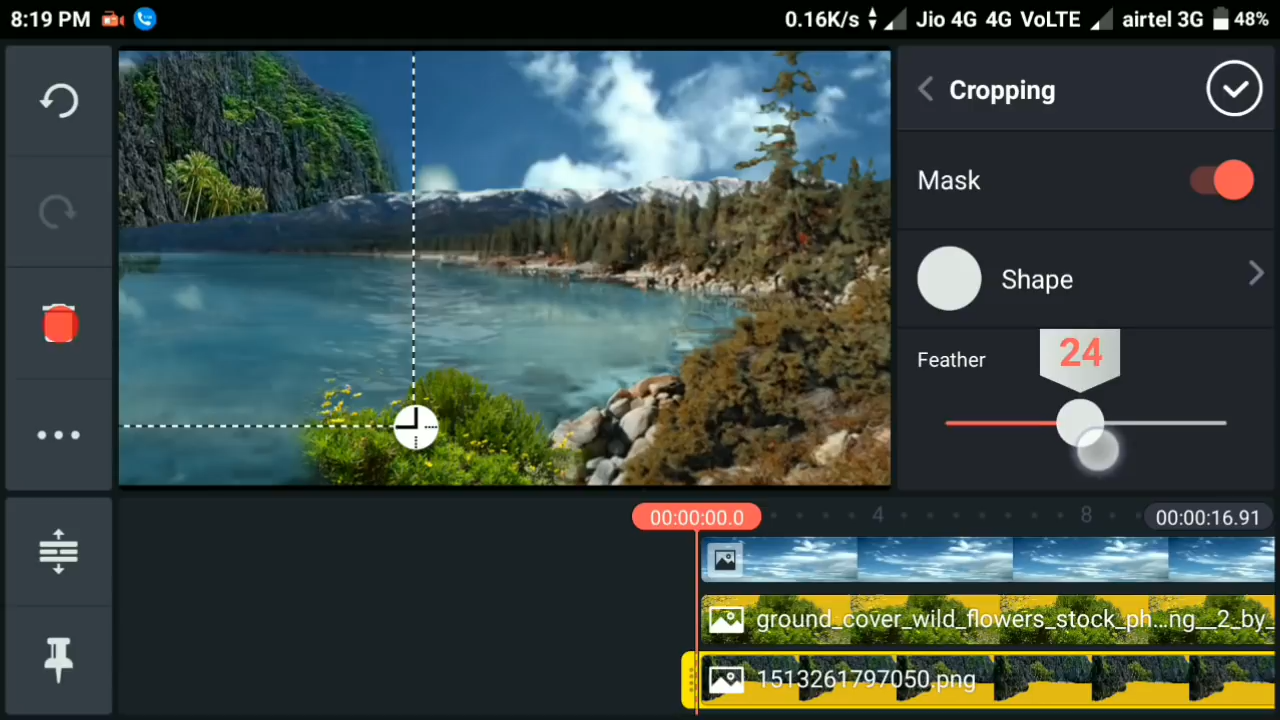 8:19 PM 0.16K/s Jio 4G 4G VoLTE airtel 3G 48%
Cropping
Mask
Shape
Feather 24
00:00:00.0 4 8 00:00:16.91
ground_cover_wild_flowers_stock_ph...ng__2_by_
1513261797050.png